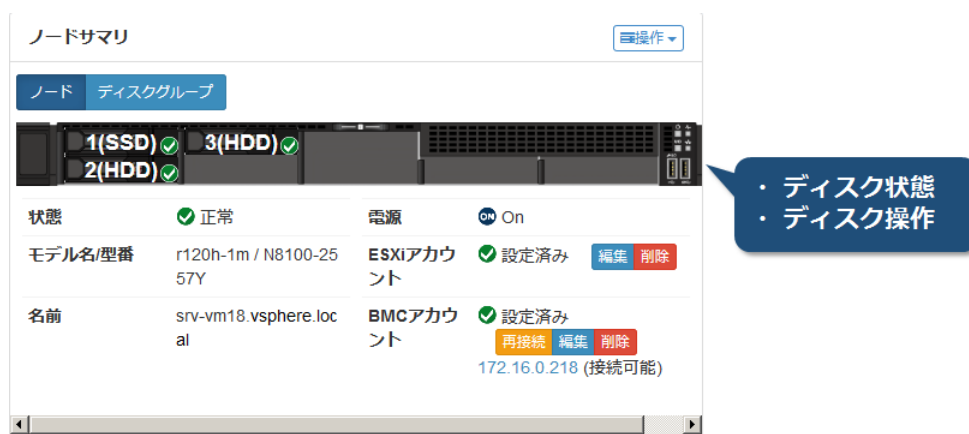 ノードサマリ
操作
ノード ディスクグループ
1(SSD) 3(HDD)
2(HDD)
・ ディスク状態
・ ディスク操作
状態 正常 電源 ON On
モデル名/型番 r120h-1m / N8100-25 ESXiアカウ 設定済み 編集 削除
57Y ント
名前 srv-vm18.vsphere.loc BMCアカウ 設定済み
al ント 再接続 編集 削除
172.16.0.218 (接続可能)